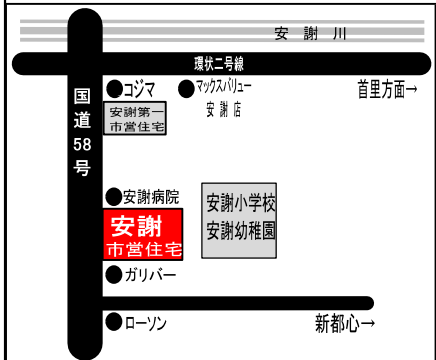 安謝川
環状二号線
国道58号
●コジマ
●マックスバリュー
安謝店
首里方面→
安謝第一
市営住宅
●安謝病院
安謝
市営住宅
安謝小学校
安謝幼稚園
●ガリバー
●ローソン
新都心→